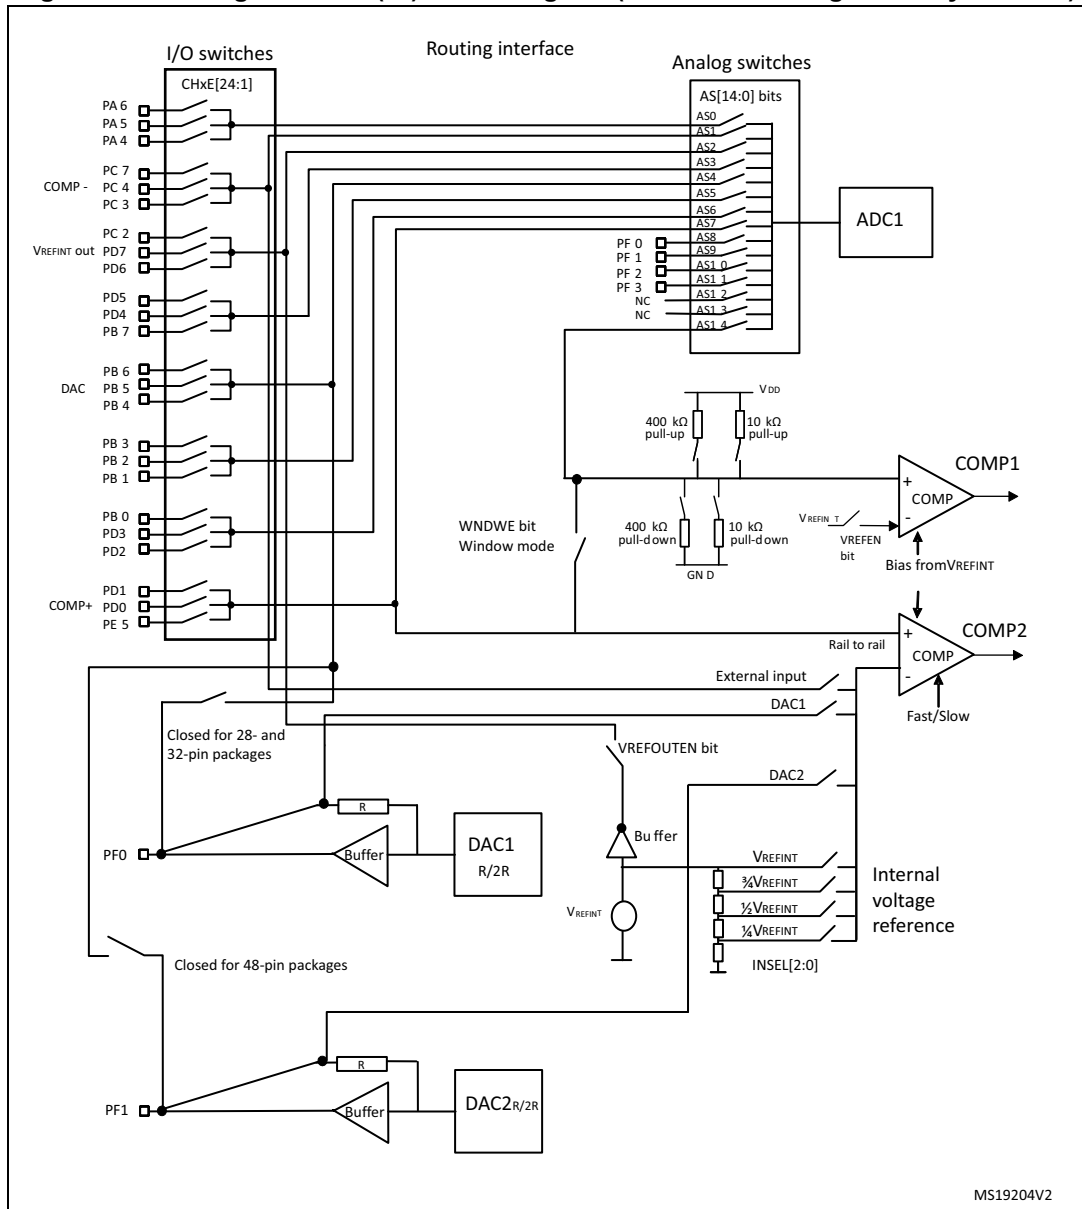 I/O switches
Routing interface
Analog switches
CHxE[24:1]
AS[14:0] bits
PA 6
PA 5
PA 4
PC 7
COMP - PC 4
PC 3
PC 2
VREFINT out PD7
PD6
PD5
PD4
PB 7
PB 6
DAC PB 5
PB 4
PB 3
PB 2
PB 1
PB 0
PD3
PD2
PD1
COMP+ PD0
PE 5
AS0
AS1
AS2
AS3
AS4
AS5
AS6
AS7
PF 0 AS8
PF 1 AS9
PF 2 AS1 0
PF 3 AS1 1
NC AS1 2
NC AS1 3
AS1 4
ADC1
VDD
400 kΩ
pull-up
10 kΩ
pull-up
400 kΩ
pull-down
10 kΩ
pull-down
GN D
WNDWE bit
Window mode
COMP1
+
COMP
-
VREFIN T
VREFEN
bit
Bias fromVREFINT
COMP2
+
COMP
-
Rail to rail
Fast/Slow
External input
DAC1
VREFOUTEN bit
DAC2
Closed for 28- and
32-pin packages
R
PF0
Buffer
DAC1
R/2R
Bu ffer
VREFINT
VREFINT
¾VREFINT
½VREFINT
¼VREFINT
INSEL[2:0]
Internal
voltage
reference
Closed for 48-pin packages
R
PF1
Buffer
DAC2R/2R
MS19204V2